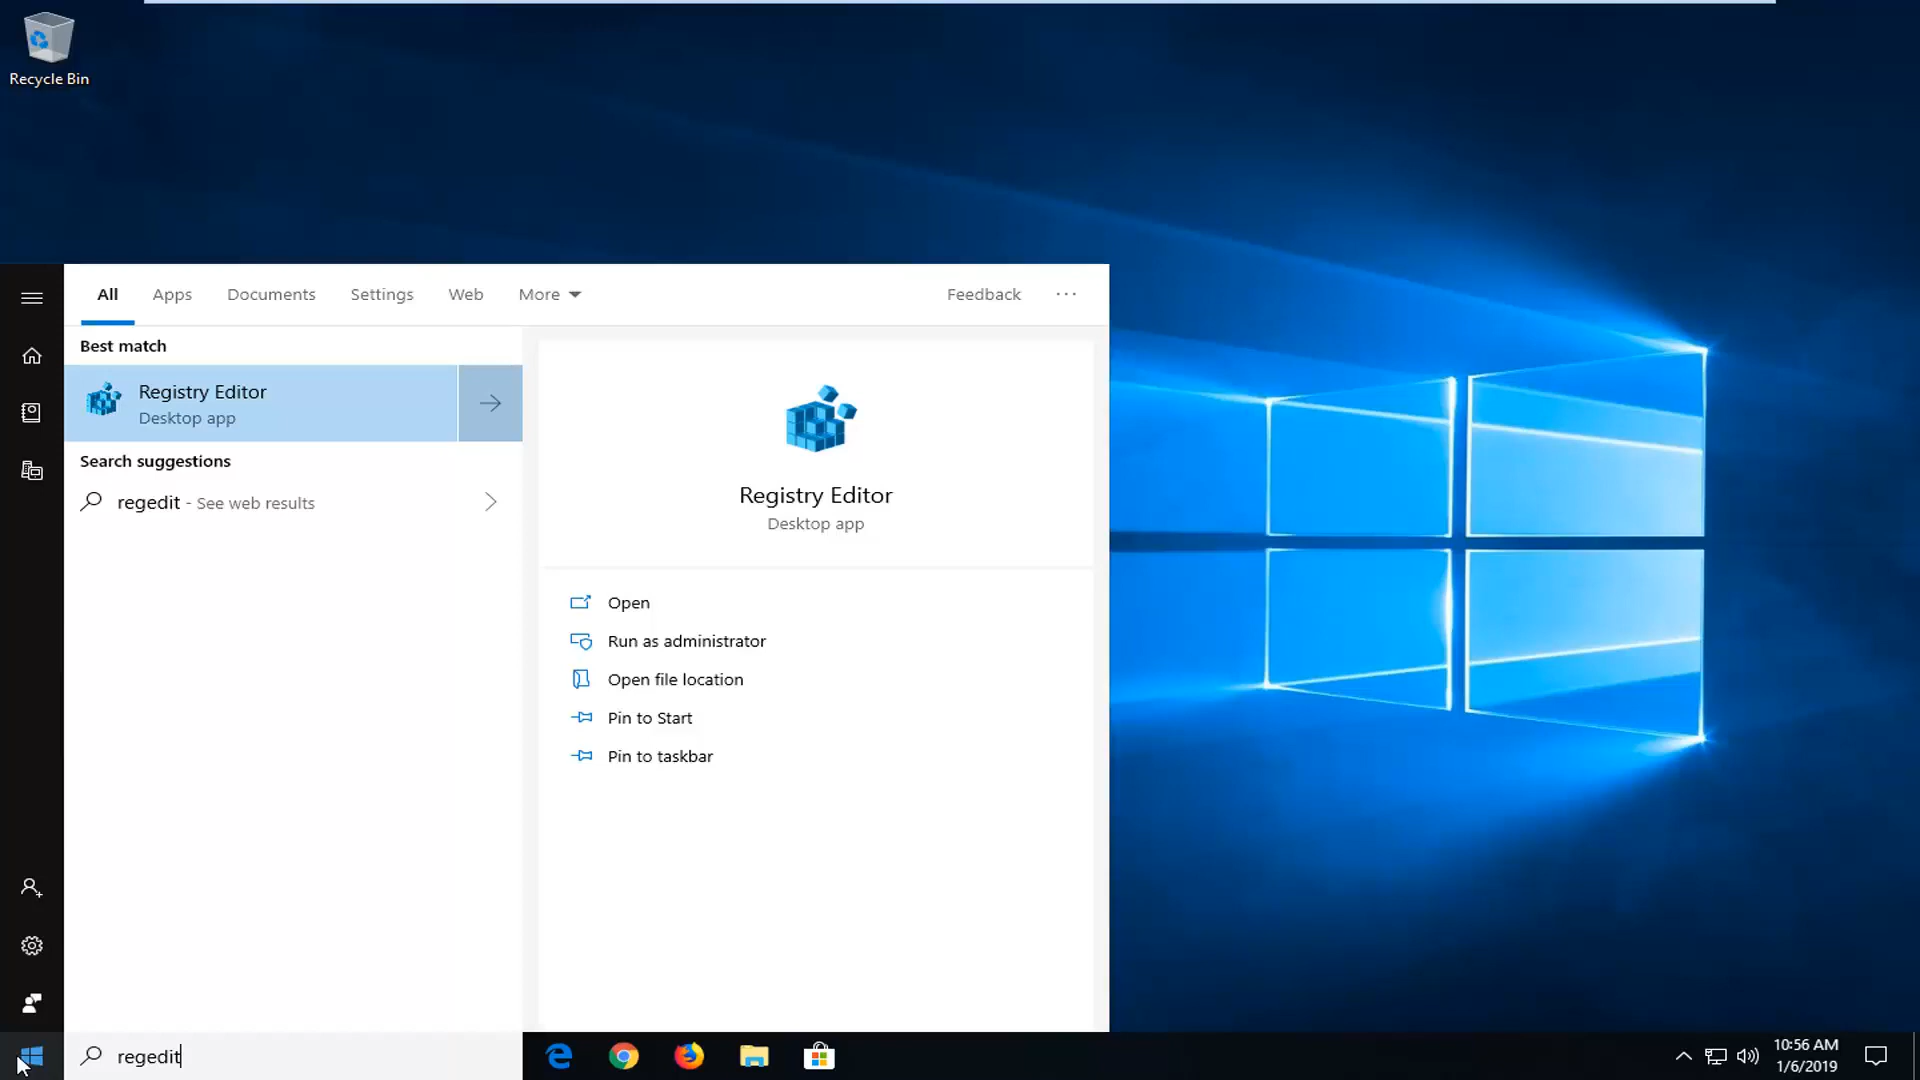 Recycle Bin
All Apps Documents Settings Web More Feedback ...
Best match
Registry Editor
Desktop app
Search suggestions
regedit - See web results
Registry Editor
Desktop app
Open
Run as administrator
Open file location
Pin to Start
Pin to taskbar
regedit
10:56 AM
1/6/2019